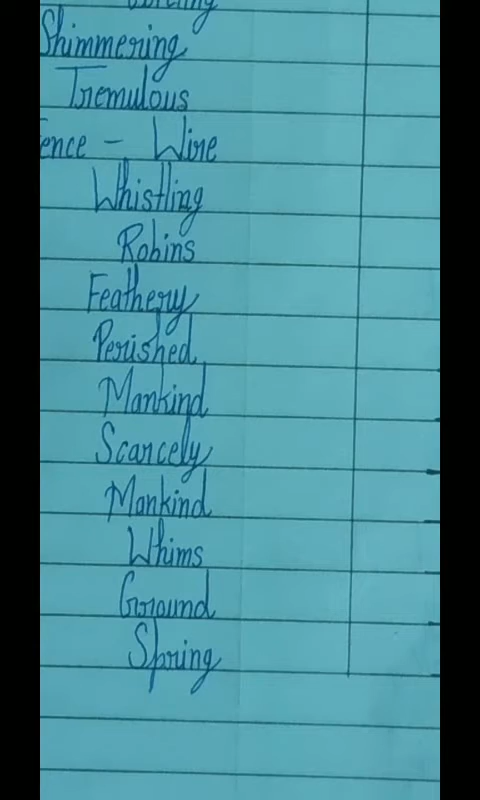 Shimmering
Tremulous
ence - Wire
Whistling
Robins
Feathery
Perished
Mankind
Scarcely
Mankind
Whims
Ground
Spring